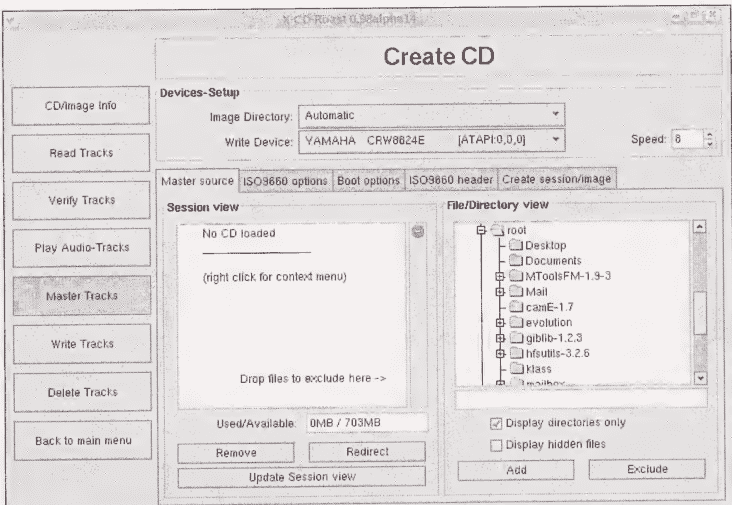 X-CD-Roast 0.98alpha14
Create CD
CD/Image Info
Read Tracks
Verify Tracks
Play Audio-Tracks
Master Tracks
Write Tracks
Delete Tracks
Back to main menu
Devices-Setup
Image Directory: Automatic
Write Device: YAMAHA CRW8824E [ATAPI:0,0,0] Speed: 8
Master source ISO9660 options Boot options ISO9660 header Create session/image
Session view
No CD loaded
(right click for context menu)
Drop files to exclude here ->
Used/Available: 0MB / 703MB
Remove Redirect
Update Session view
File/Directory view
root
Desktop
Documents
MToolsFM-1.9-3
Mail
camE-1.7
evolution
giblib-1.2.3
hfsutils-3.2.6
klass
mailbox
Display directories only
Display hidden files
Add Exclude